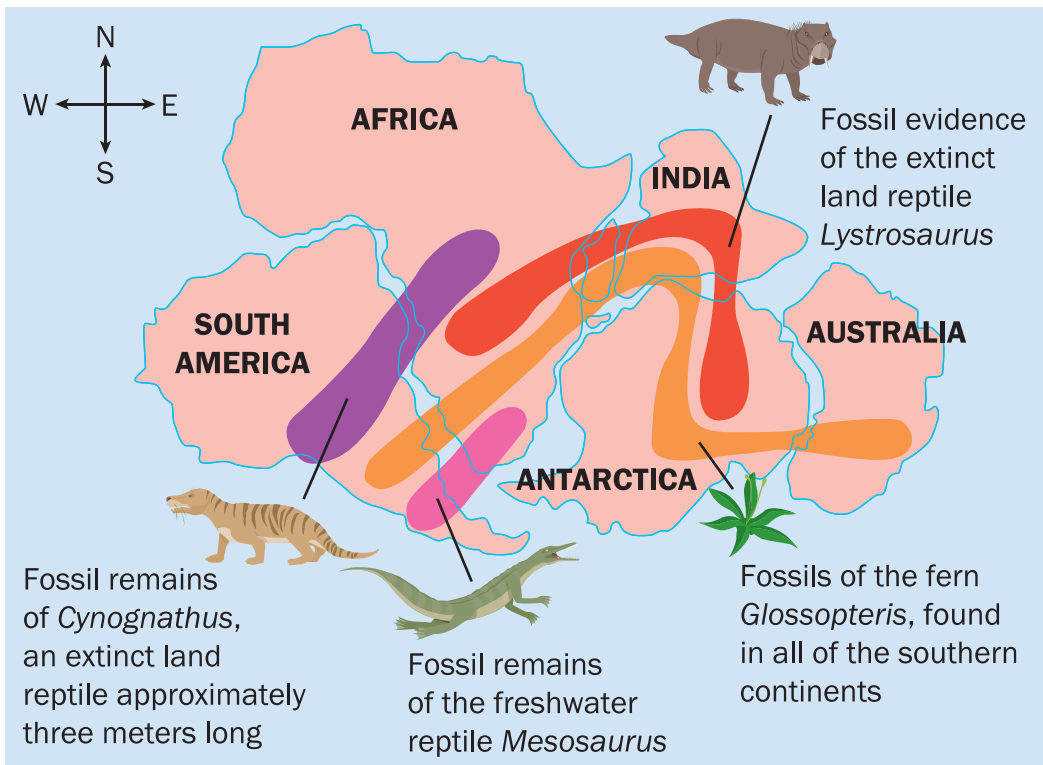 N
W E
S
AFRICA
INDIA
Fossil evidence
of the extinct
land reptile
Lystrosaurus
SOUTH
AMERICA
AUSTRALIA
ANTARCTICA
Fossil remains
of Cynognathus,
an extinct land
reptile approximately
three meters long
Fossil remains
of the freshwater
reptile Mesosaurus
Fossils of the fern
Glossopteris, found
in all of the southern
continents